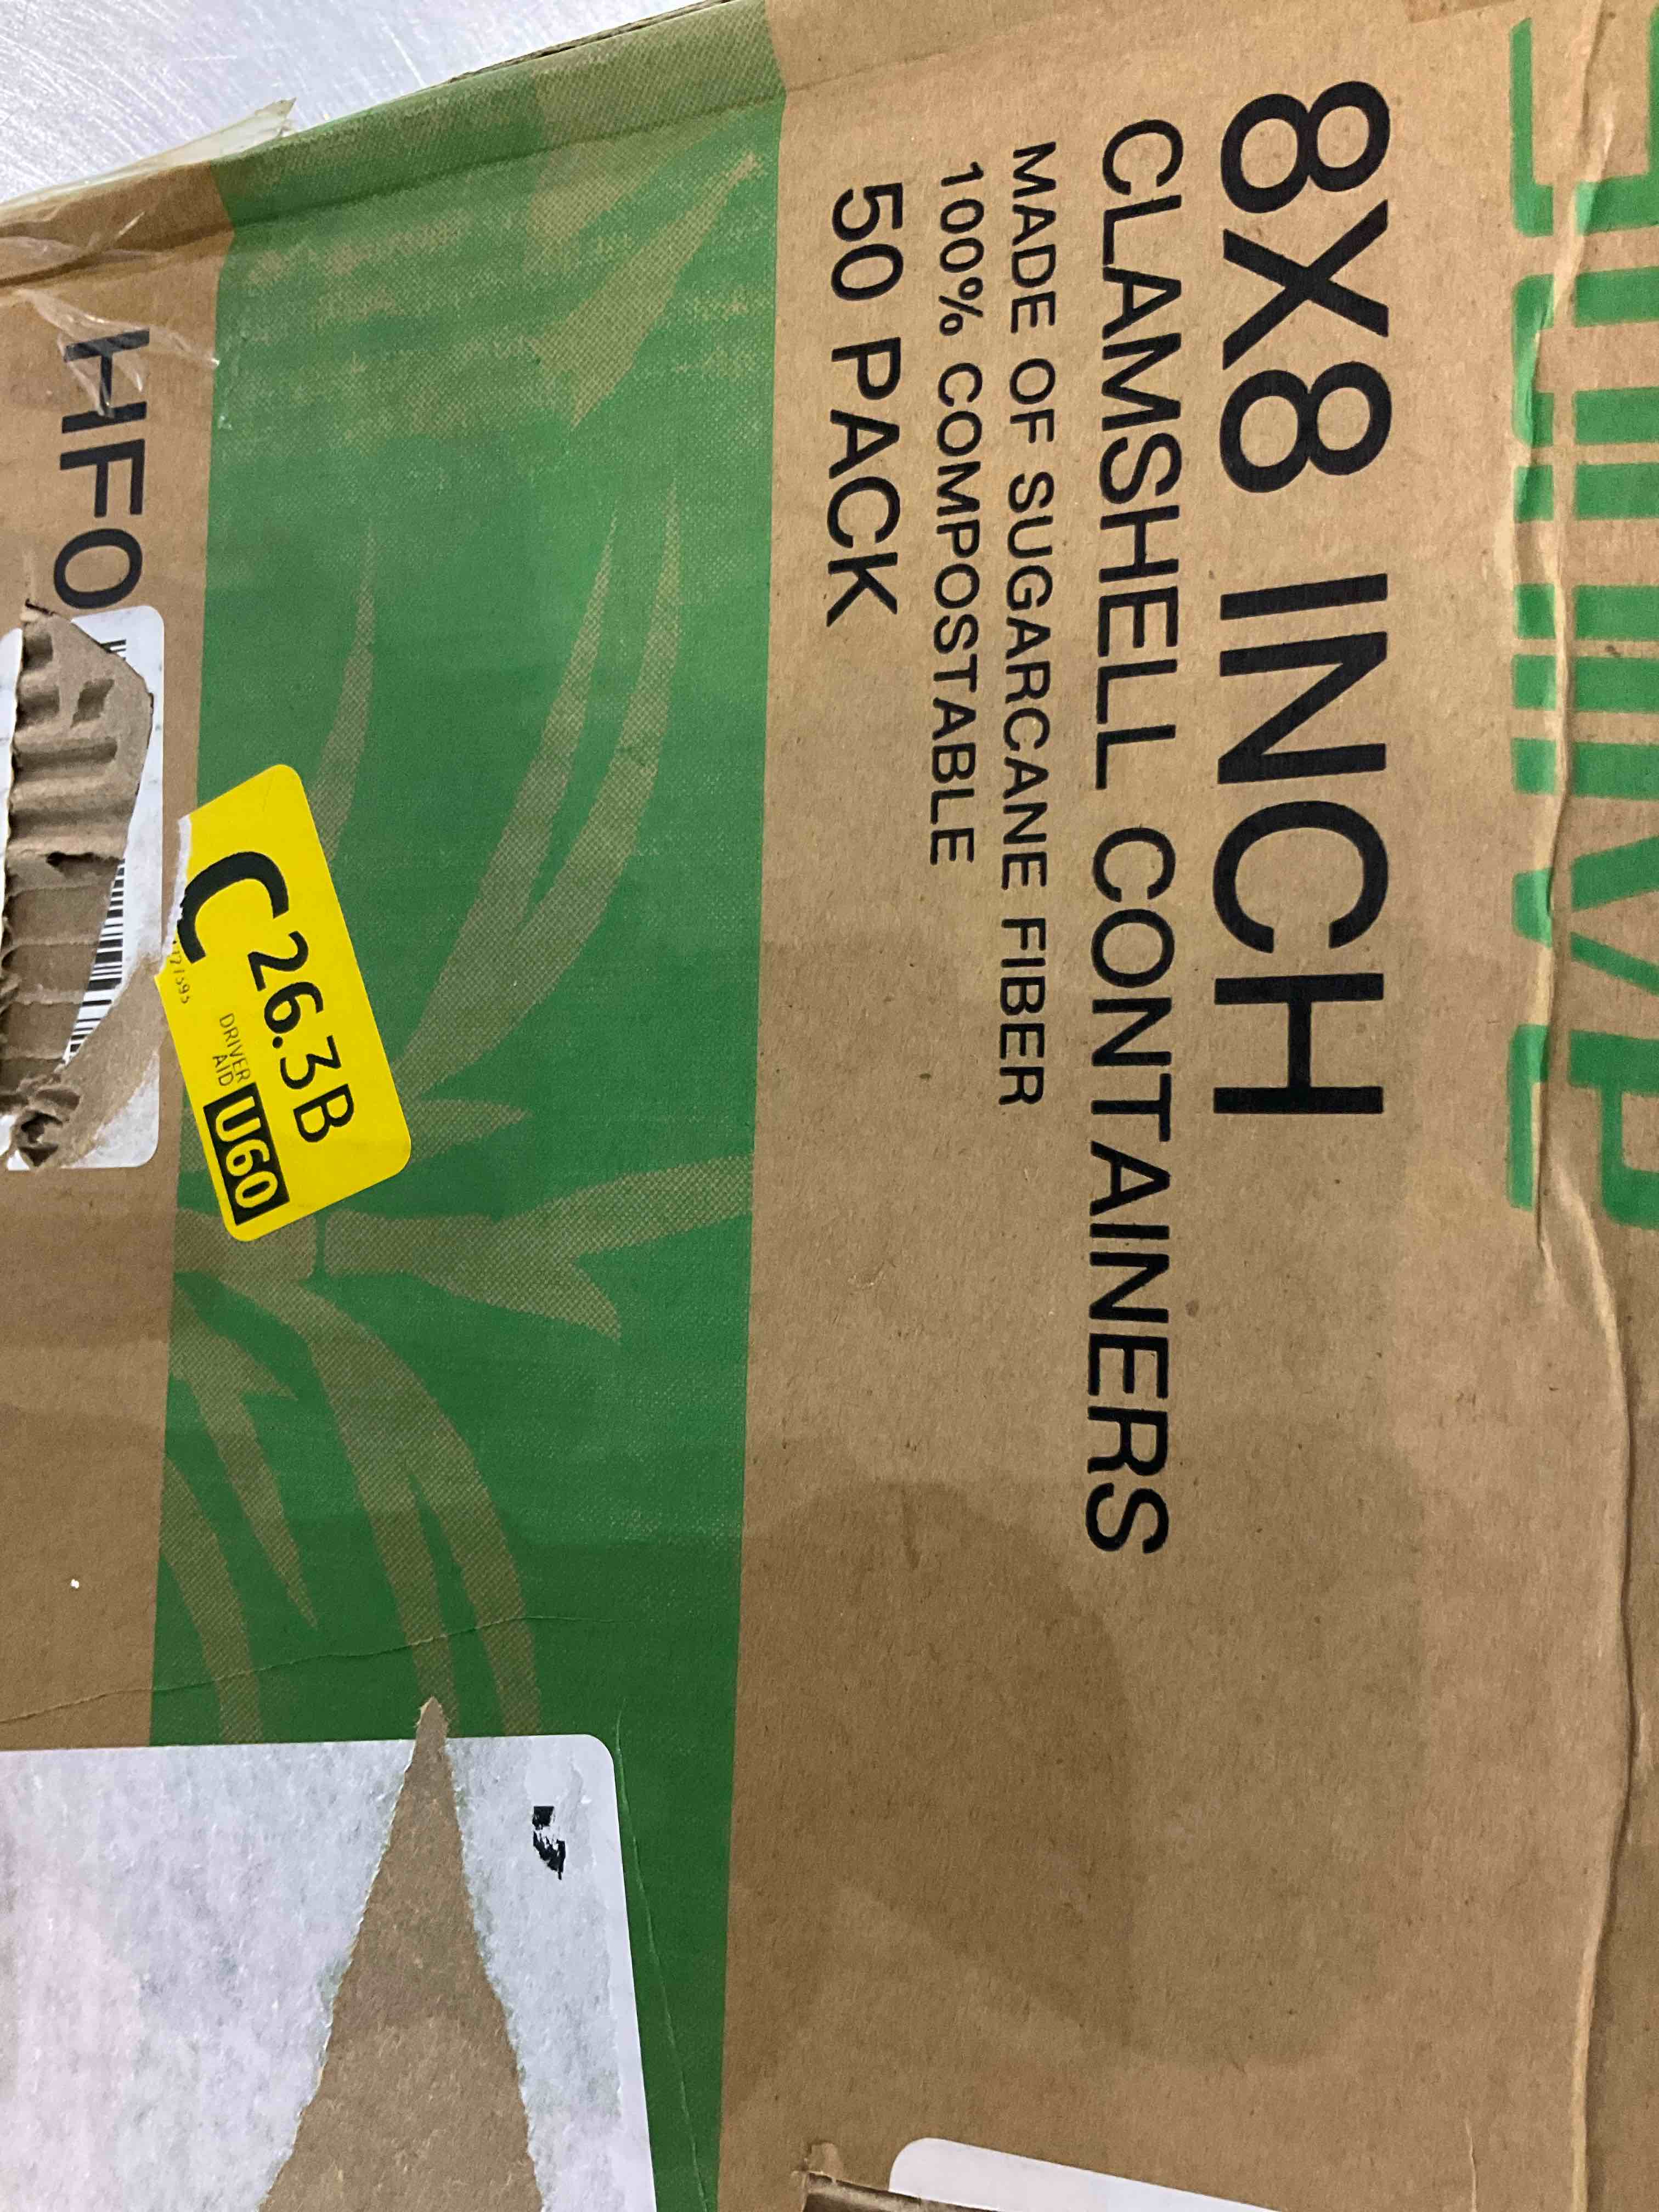 8X8 INCH
CLAMSHELL CONTAINERS
MADE OF SUGARCANE FIBER
100% COMPOSTABLE
50 PACK
C
26.3B
DRIVER
AID
U60
HFO